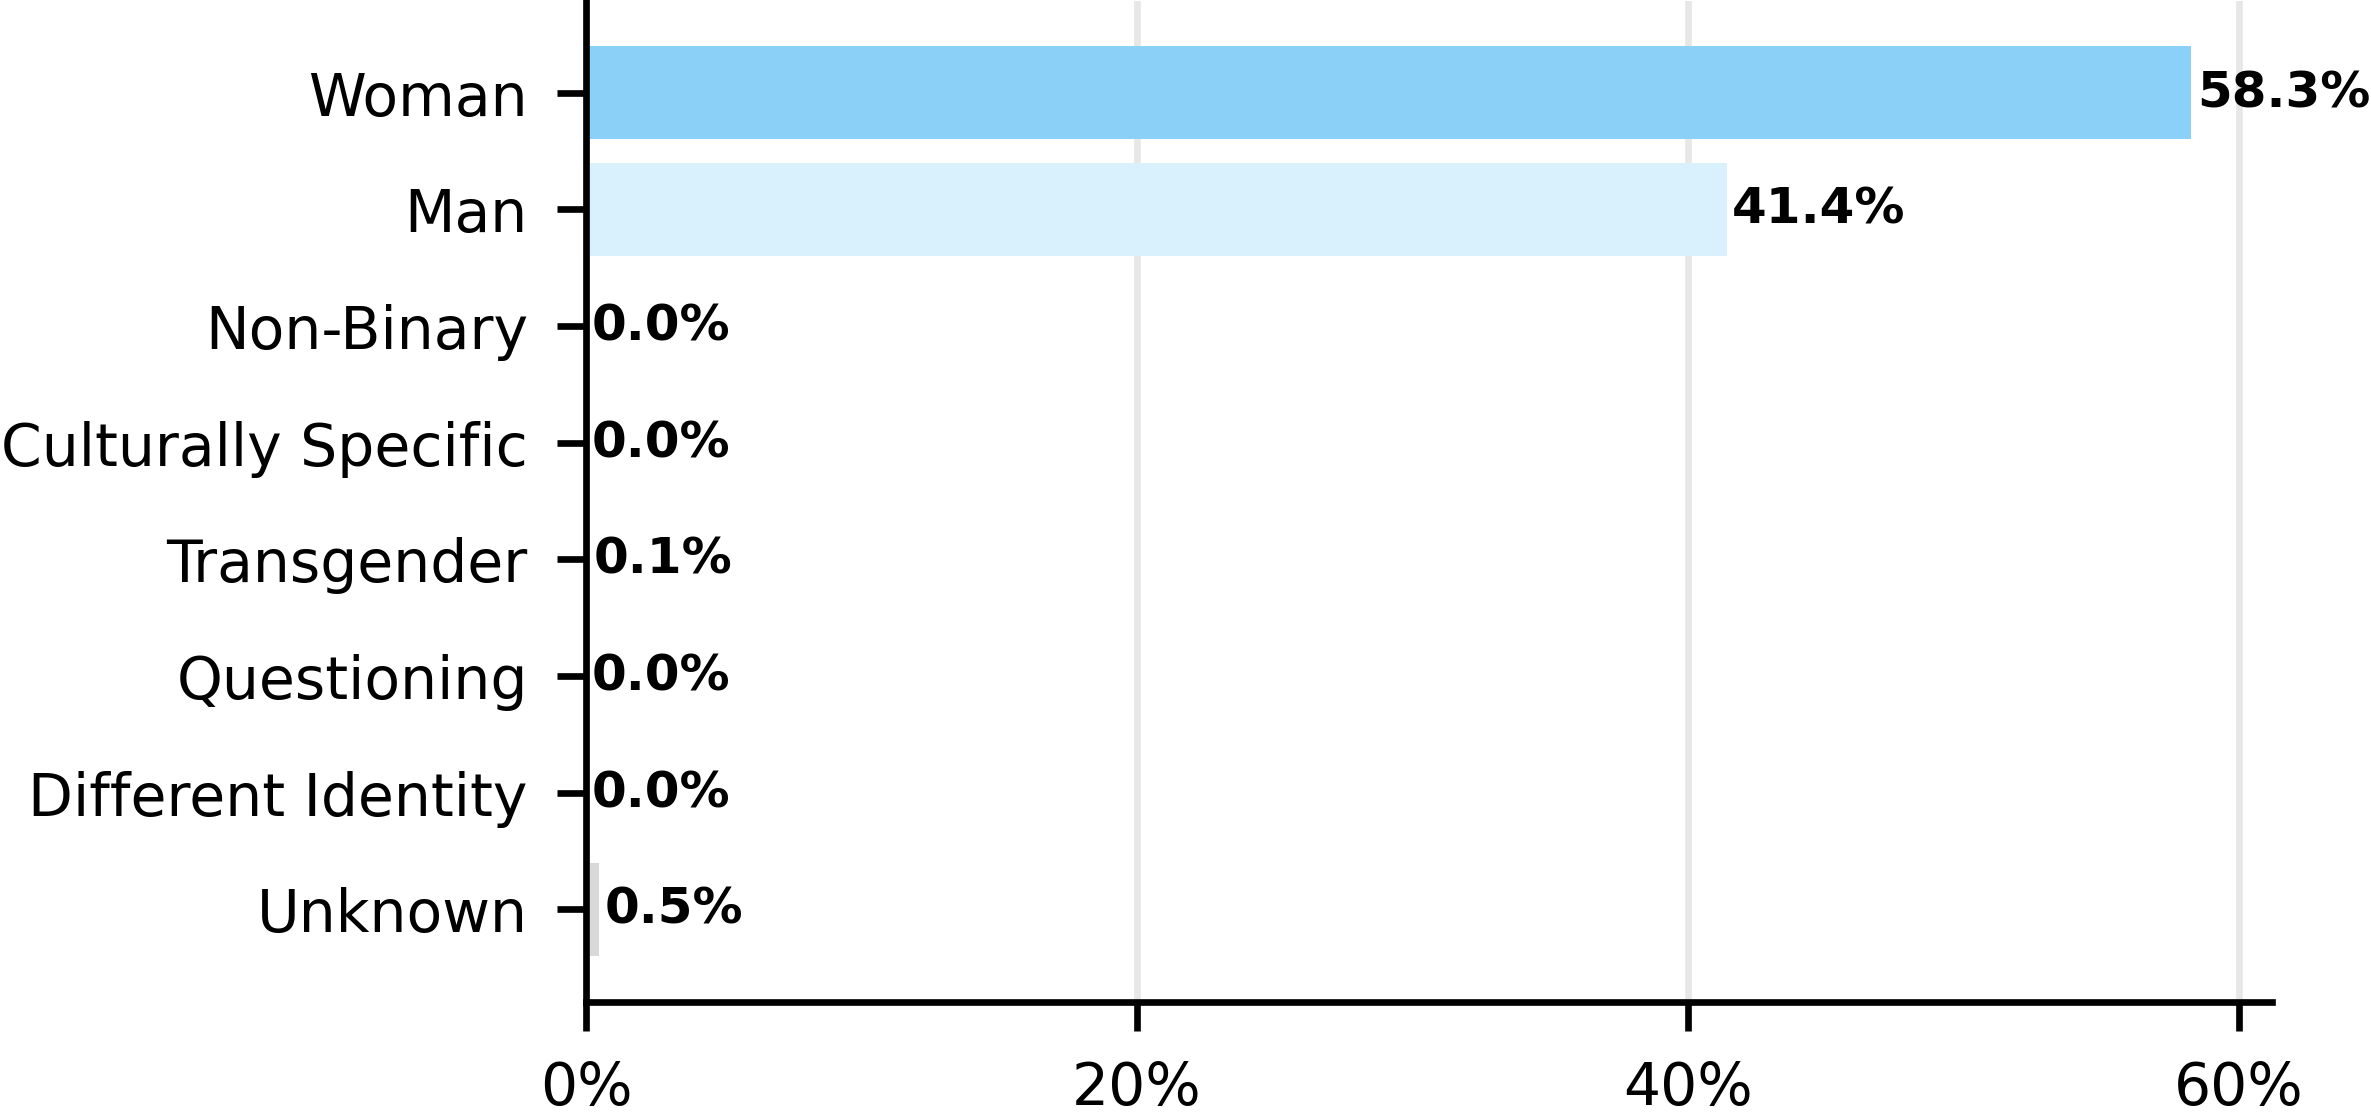 Woman 58.3%
Man 41.4%
Non-Binary 0.0%
Culturally Specific 0.0%
Transgender 0.1%
Questioning 0.0%
Different Identity 0.0%
Unknown 0.5%
0% 20% 40% 60%